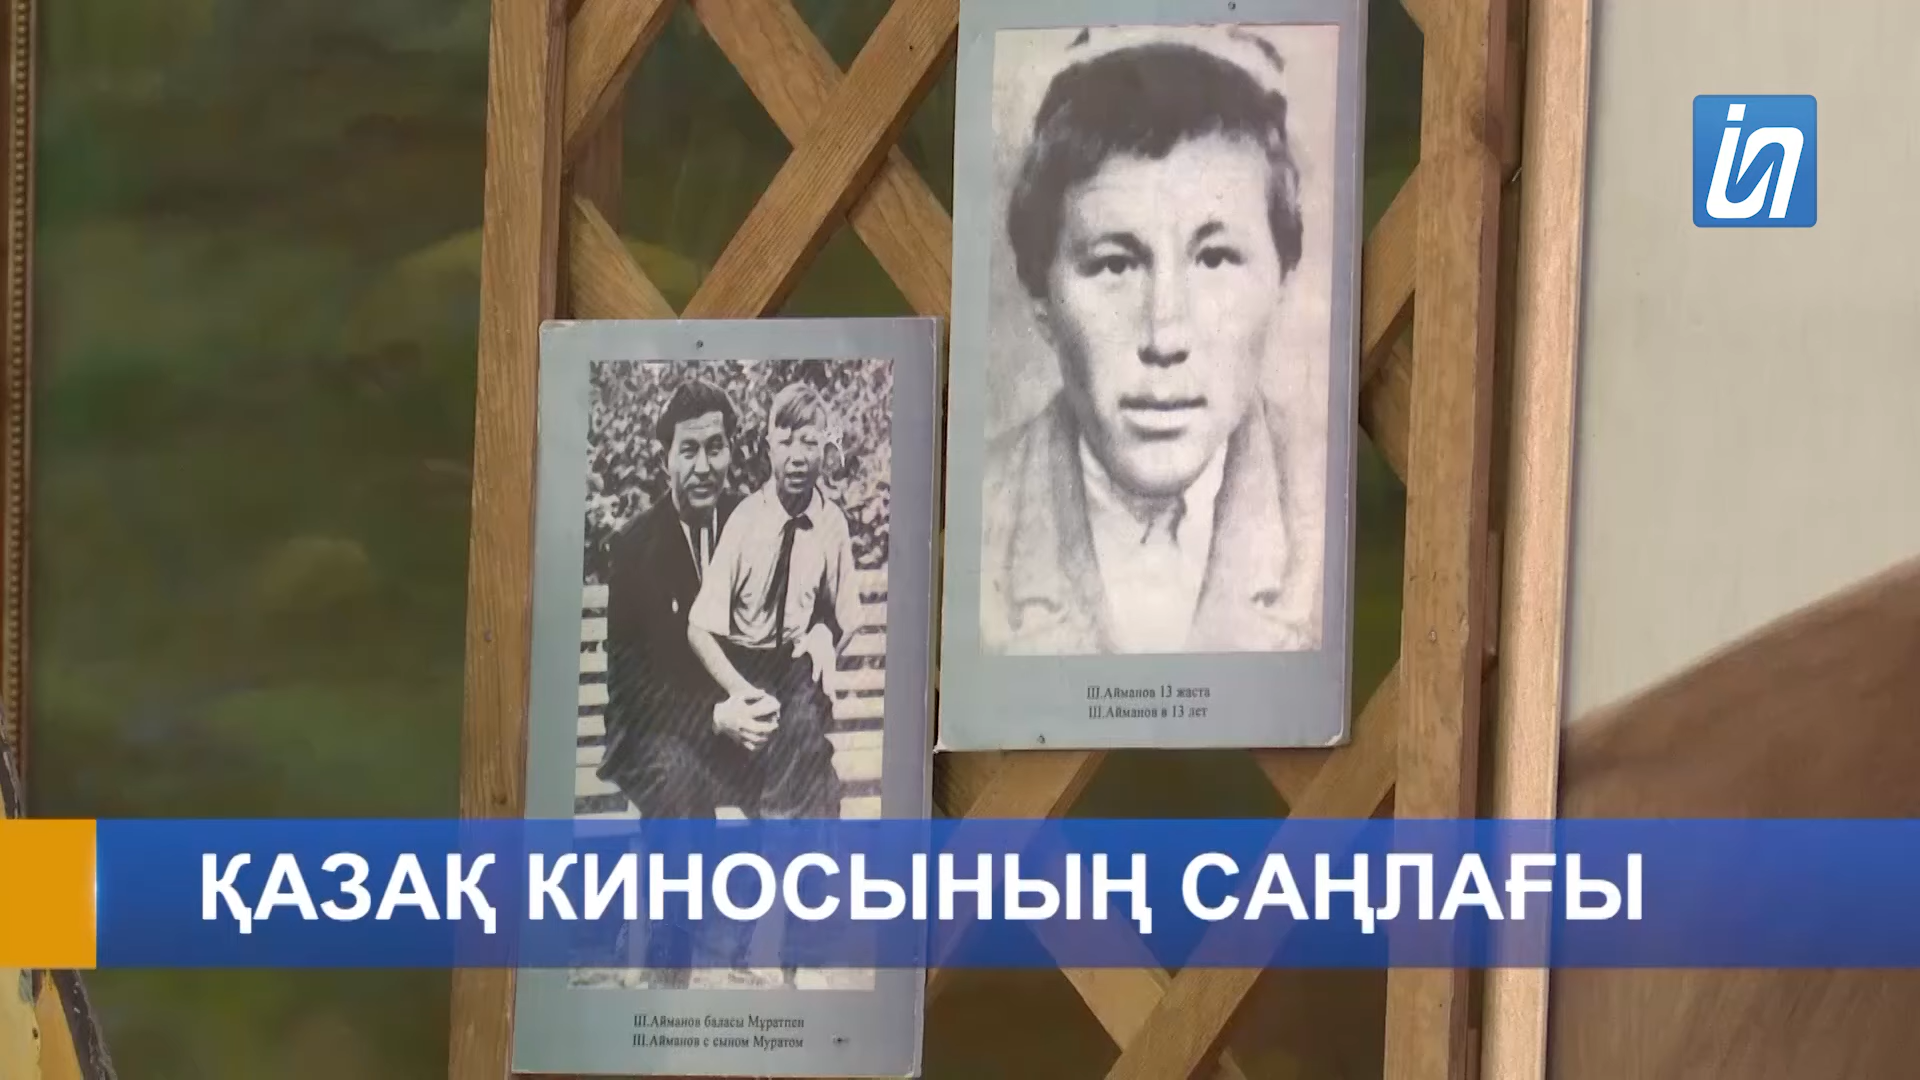 Ш.Айманов 13 жаста
Ш.Айманов в 13 лет
ҚАЗАҚ КИНОСЫНЫҢ САҢЛАҒЫ
Ш.Айманов баласы Мұратпен
Ш.Айманов с сыном Муратом